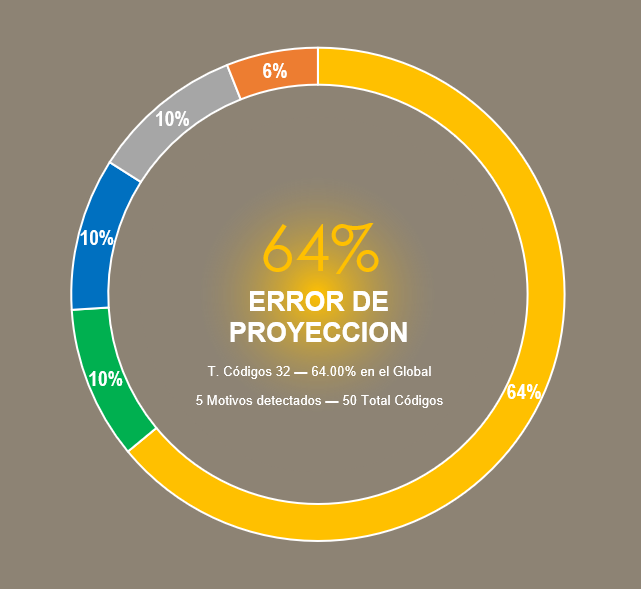 6%
10%
10%
64%
ERROR DE
PROYECCION
T. Códigos 32 — 64.00% en el Global
10%
64%
5 Motivos detectados — 50 Total Códigos